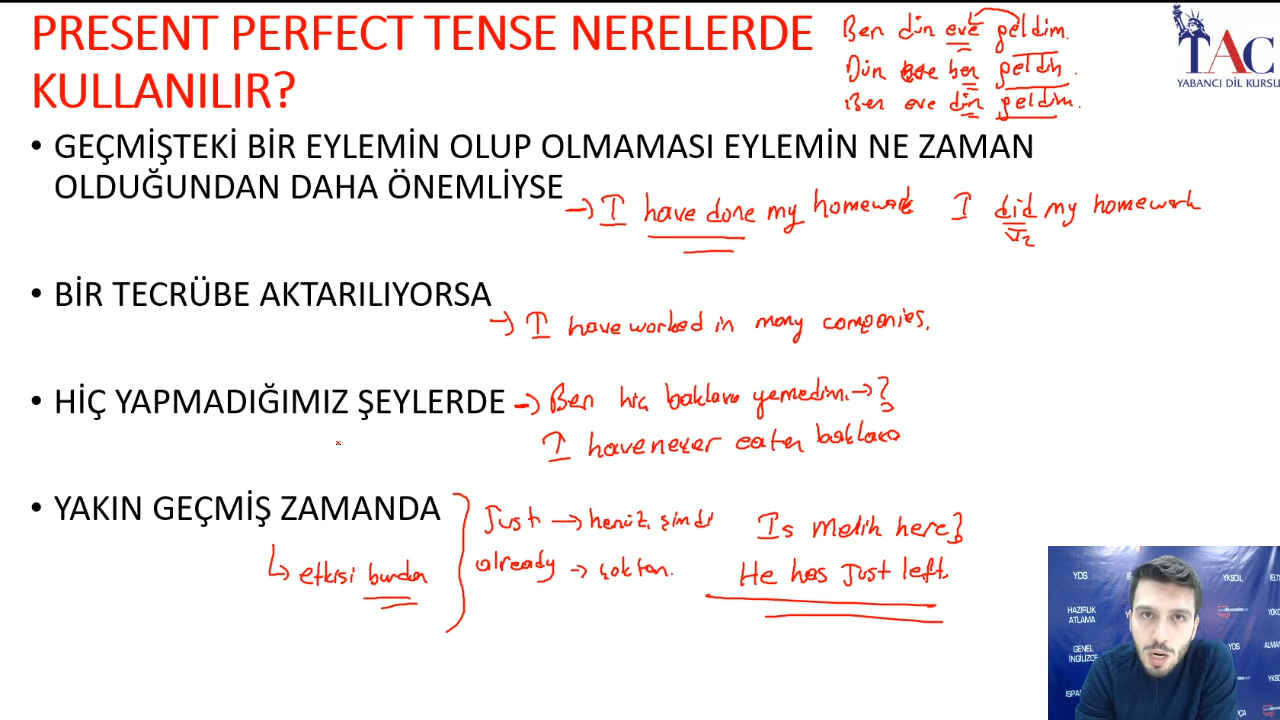 PRESENT PERFECT TENSE NERELERDE
KULLANILIR?
Ben dün eve geldim.
Dün eve ben geldim.
Ben eve dün geldim.
TAC
YABANCI DİL KURSU
• GEÇMİŞTEKİ BİR EYLEMİN OLUP OLMAMASI EYLEMİN NE ZAMAN
OLDUĞUNDAN DAHA ÖNEMLİYSE
→ I have done my homework I did my homework
V2
• BİR TECRÜBE AKTARILIYORSA
→ I have worked in many companies.
• HİÇ YAPMADIĞIMIZ ŞEYLERDE
→ Ben hiç baklava yemedim. → ?
I have never eaten baklava
• YAKIN GEÇMİŞ ZAMANDA
↳ etkisi burda
Just → henüz, şimdi
already → çoktan.
Is Melih here?
He has Just left.
YDS
YÖKDİL
HAZIRLIK
ATLAMA
GENEL
İNGİLİZCE
YDS